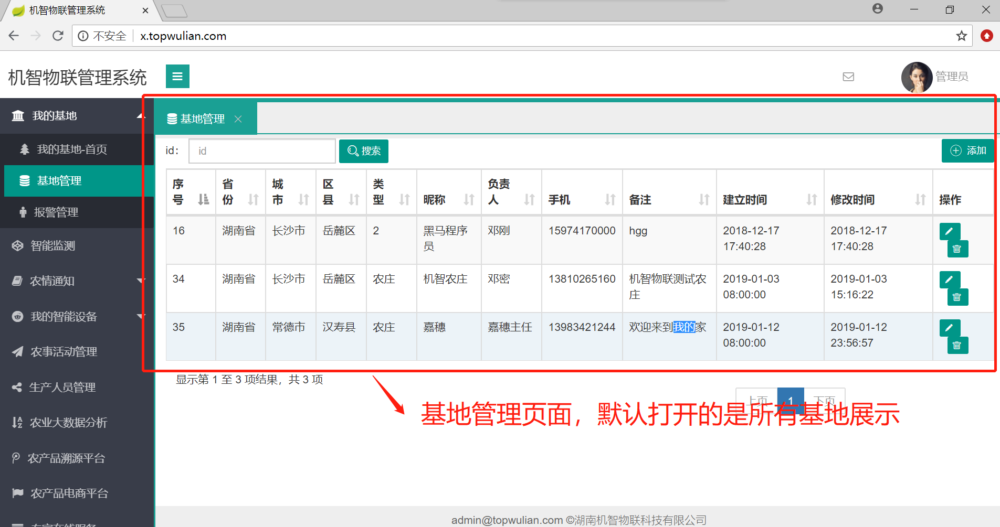 机智物联管理系统
不安全 x.topwulian.com
机智物联管理系统
管理员
我的基地
我的基地-首页
基地管理
报警管理
智能监测
农情通知
我的智能设备
农事活动管理
生产人员管理
农业大数据分析
农产品溯源平台
农产品电商平台
基地管理
id： id 搜索 添加
序号 省份 城市 区县 类型 昵称 负责人 手机 备注 建立时间 修改时间 操作
16 湖南省 长沙市 岳麓区 2 黑马程序员 邓刚 15974170000 hgg 2018-12-17 17:40:28 2018-12-17 17:40:28
34 湖南省 长沙市 岳麓区 农庄 机智农庄 邓密 13810265160 机智物联测试农庄 2019-01-03 08:00:00 2019-01-03 15:16:22
35 湖南省 常德市 汉寿县 农庄 嘉穗 嘉穗主任 13983421244 欢迎来到我的家 2019-01-12 08:00:00 2019-01-12 23:56:57
显示第 1 至 3 项结果，共 3 项
上页 1 下页
基地管理页面，默认打开的是所有基地展示
admin@topwulian.com ©湖南机智物联科技有限公司